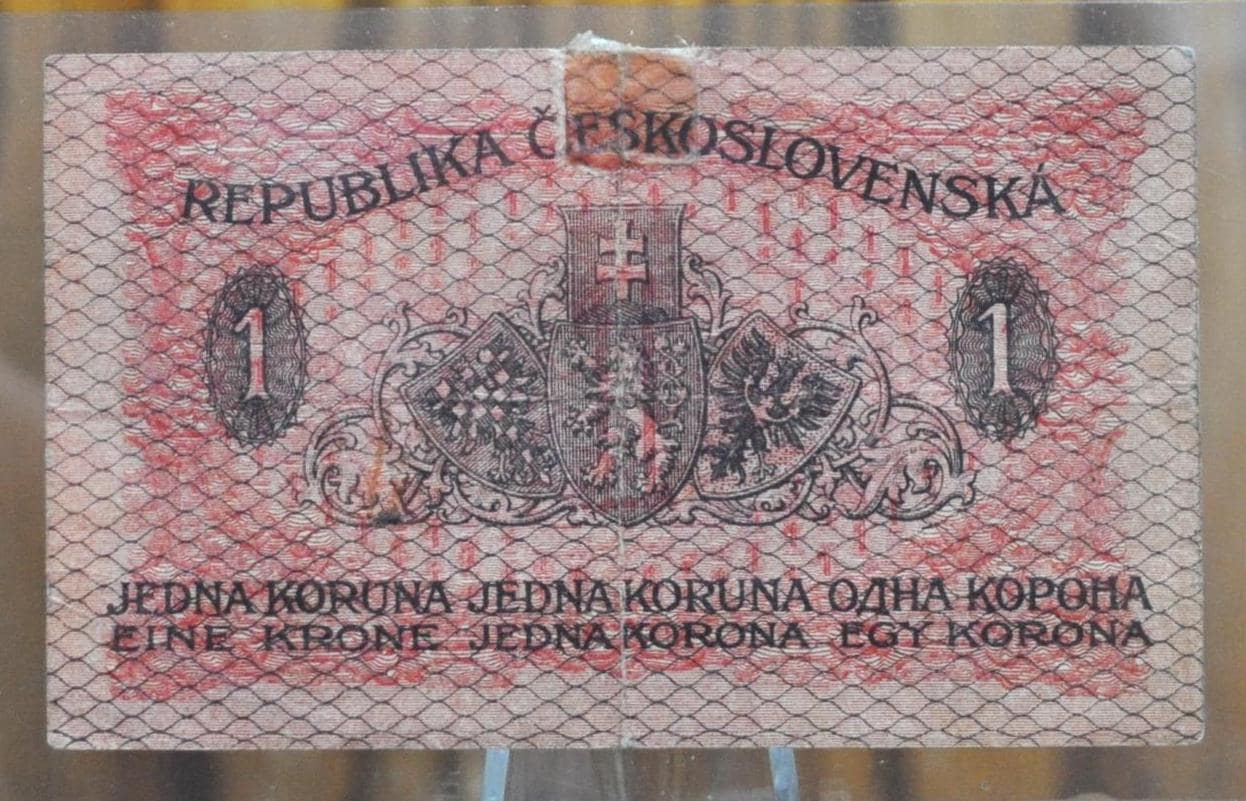 REPUBLIKA ČESKOSLOVENSKÁ
1 1
JEDNA KORUNA JEDNA KORUNA ОДНА КОРОНА
EINE KRONE JEDNA KORONA EGY KORONA